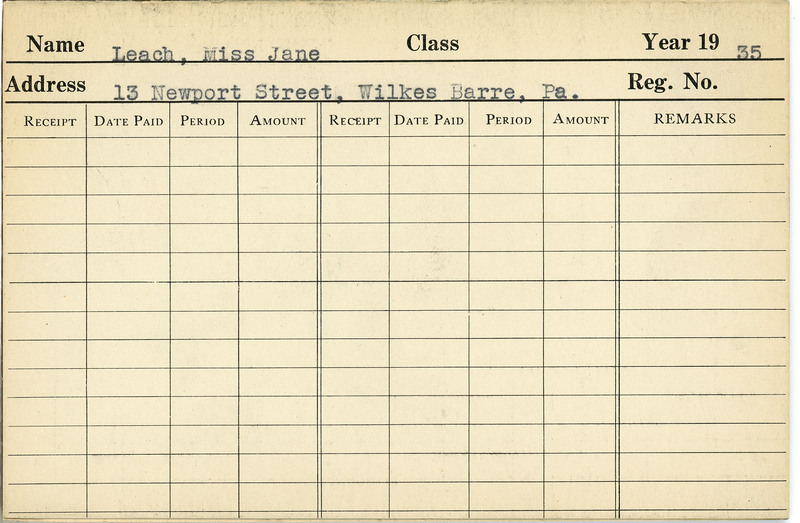 Name Leach, Miss Jane Class Year 19 35
Address 13 Newport Street, Wilkes Barre, Pa. Reg. No.
RECEIPT DATE PAID PERIOD AMOUNT RECEIPT DATE PAID PERIOD AMOUNT REMARKS